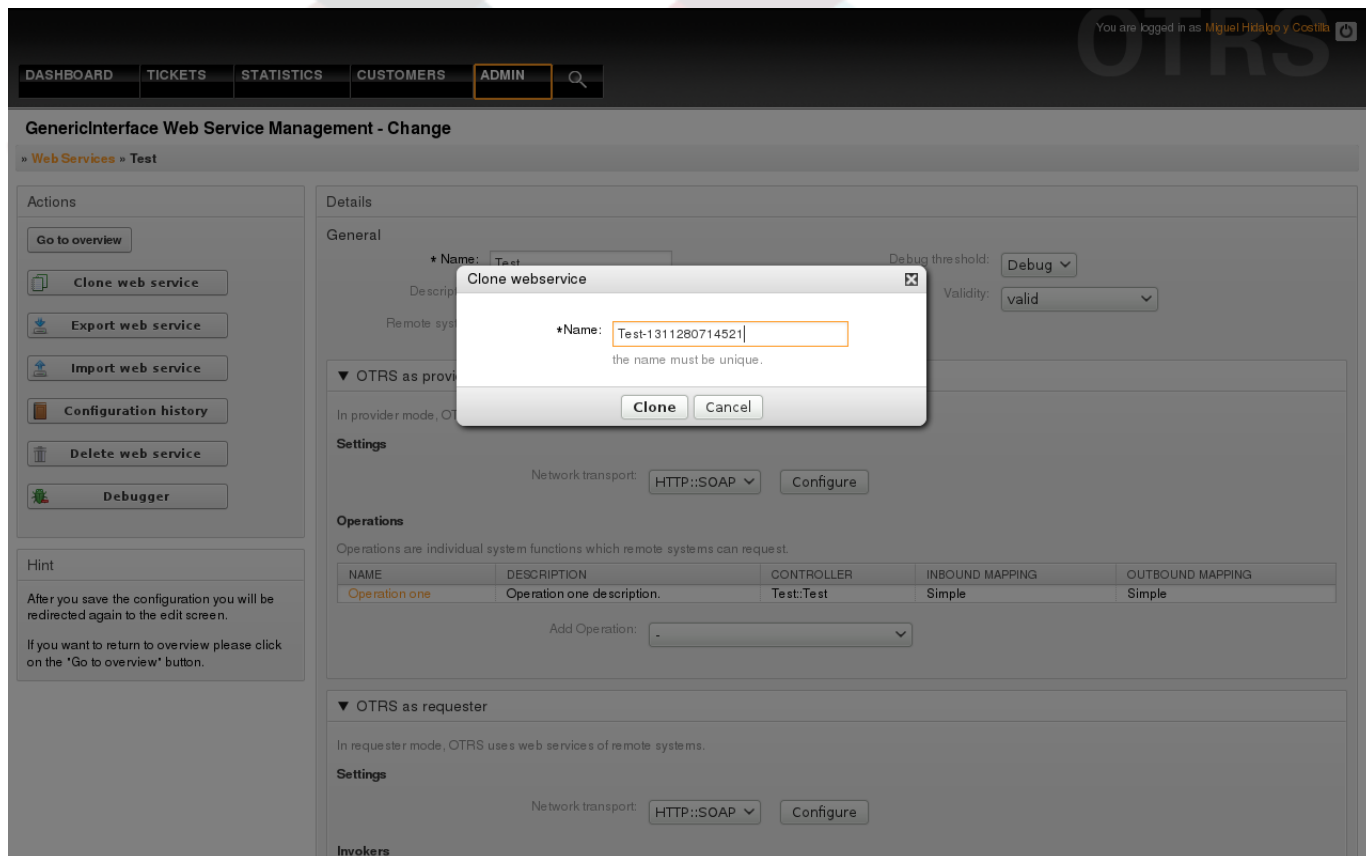 OTRS
You are logged in as Miguel Hidalgo y Costilla
DASHBOARD TICKETS STATISTICS CUSTOMERS ADMIN
GenericInterface Web Service Management - Change
» Web Services » Test
Actions
Go to overview
Clone web service
Export web service
Import web service
Configuration history
Delete web service
Debugger
Hint
After you save the configuration you will be
redirected again to the edit screen.
If you want to return to overview please click
on the "Go to overview" button.
Details
General
* Name: Test
Debug threshold: Debug
Validity: valid
Remote
Clone webservice
*Name: Test-1311280714521
the name must be unique.
Clone Cancel
▼ OTRS as
In provider mode,
Settings
Network transport: HTTP::SOAP Configure
Operations
Operations are individual system functions which remote systems can request.
NAME DESCRIPTION CONTROLLER INBOUND MAPPING OUTBOUND MAPPING
Operation one Operation one description. Test::Test Simple Simple
Add Operation: -
▼ OTRS as requester
In requester mode, OTRS uses web services of remote systems.
Settings
Network transport: HTTP::SOAP Configure
Invokers